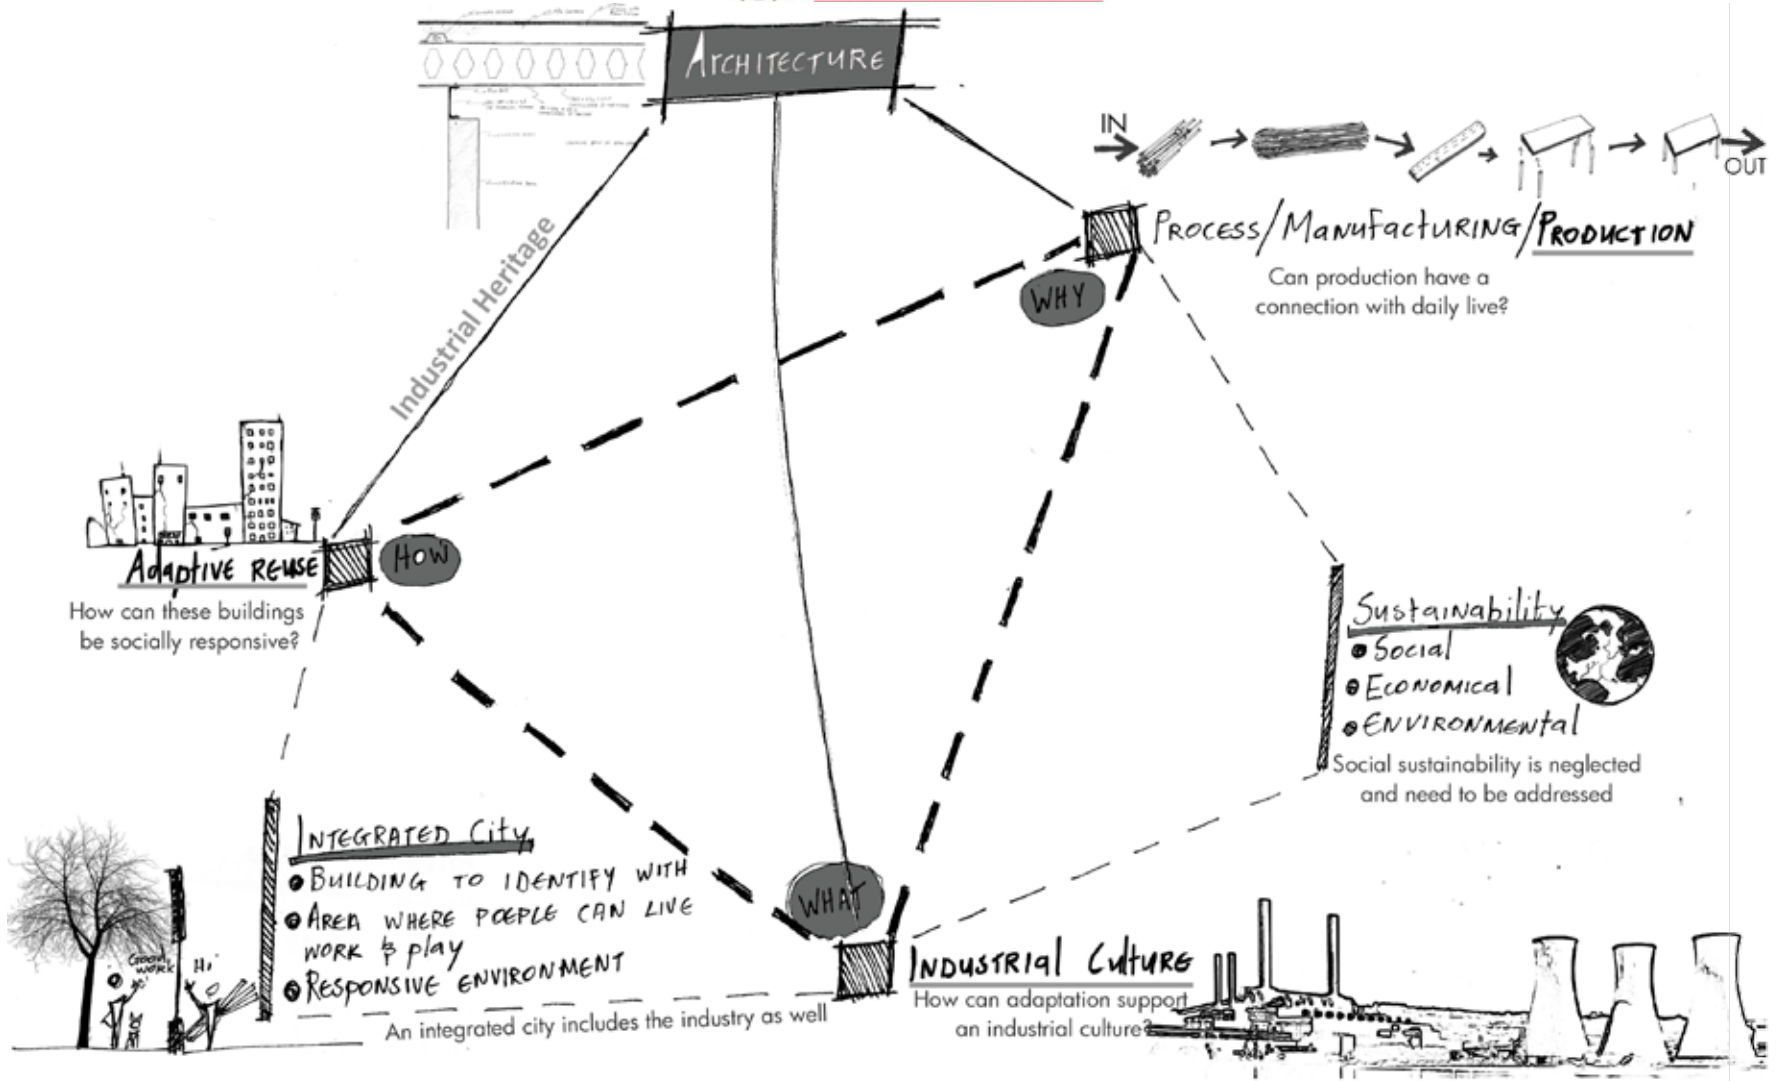 ARCHITECTURE
IN
OUT
PROCESS/MANUFACTURING/PRODUCTION
Can production have a
connection with daily live?
WHY
Industrial Heritage
HOW
Adaptive REUSE
How can these buildings
be socially responsive?
Sustainability
Social
Economical
Environmental
Social sustainability is neglected
and need to be addressed
INTEGRATED City
BUILDING TO IDENTIFY WITH
AREA WHERE POEPLE CAN LIVE
WORK & play
RESPONSIVE ENVIRONMENT
An integrated city includes the industry as well
GOOD
WORK
Hi
WHAT
INDUSTRIAL CULTURE
How can adaptation support
an industrial culture?